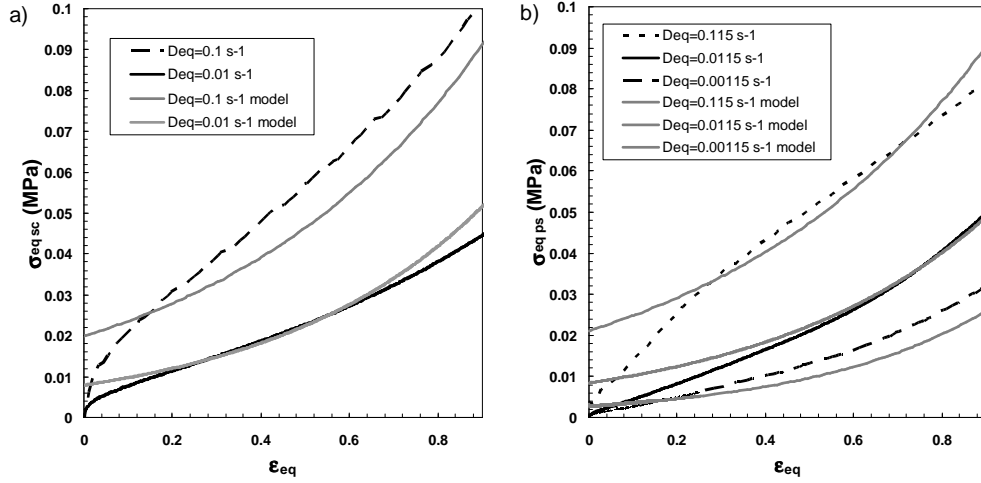 a)
0.1
0.09
0.08
0.07
0.06
0.05
0.04
0.03
0.02
0.01
0
σeq sc (MPa)
Deq=0.1 s-1
Deq=0.01 s-1
Deq=0.1 s-1 model
Deq=0.01 s-1 model
0 0.2 0.4 0.6 0.8
εeq
b)
0.1
0.09
0.08
0.07
0.06
0.05
0.04
0.03
0.02
0.01
0
σeq ps (MPa)
Deq=0.115 s-1
Deq=0.0115 s-1
Deq=0.00115 s-1
Deq=0.115 s-1 model
Deq=0.0115 s-1 model
Deq=0.00115 s-1 model
0 0.2 0.4 0.6 0.8
εeq